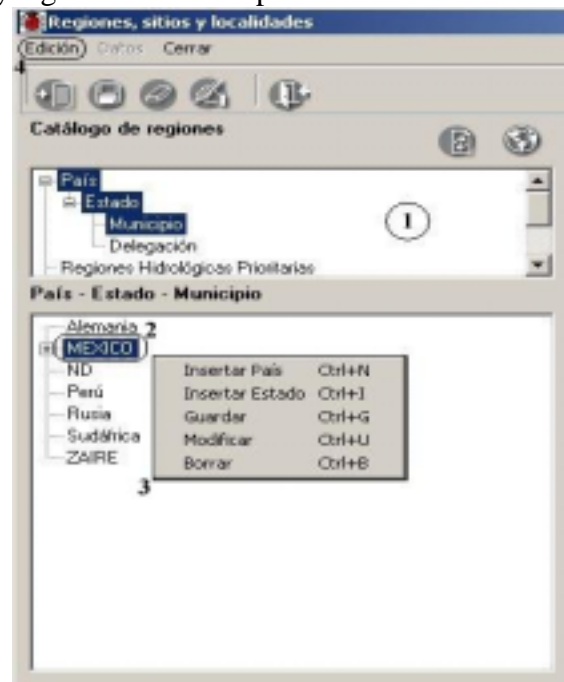 Regiones, sitios y localidades
Edición Datos Cerrar
4
Catálogo de regiones
País
Estado
Municipio
Delegación
Regiones Hidrológicas Prioritarias
1
País - Estado - Municipio
Alemania 2
MEXICO
ND
Perú
Rusia
Sudáfrica
ZAIRE
Insertar País Ctrl+N
Insertar Estado Ctrl+I
Guardar Ctrl+G
Modificar Ctrl+U
Borrar Ctrl+B
3